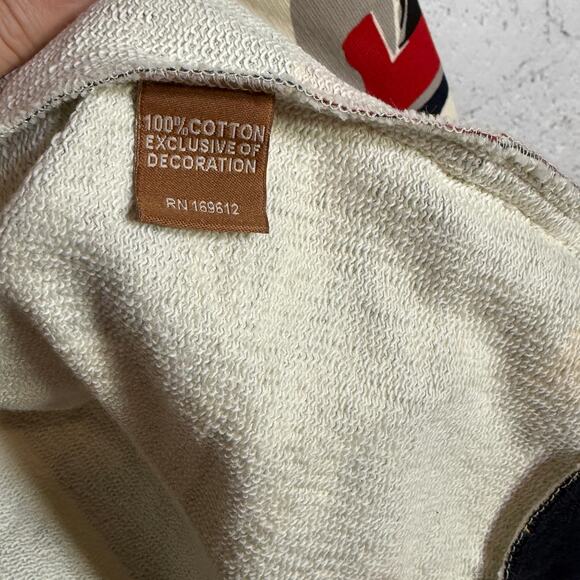 100% COTTON
EXCLUSIVE OF
DECORATION
RN 169612